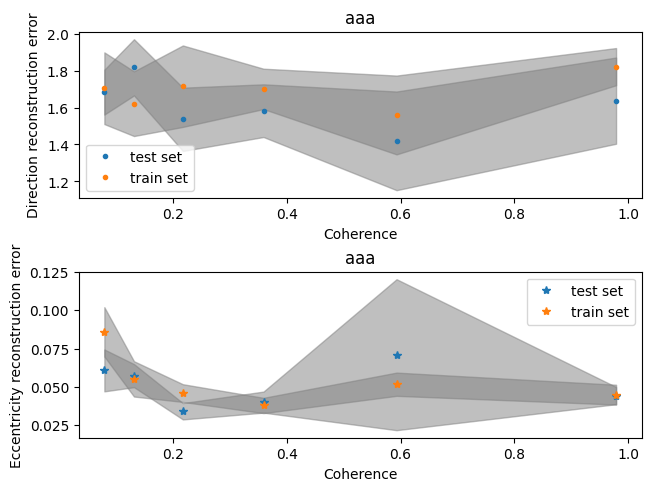 aaa
Direction reconstruction error
2.0
1.8
1.6
1.4
1.2
test set
train set
0.2
0.4
0.6
0.8
1.0
Coherence
aaa
Eccentricity reconstruction error
0.125
0.100
0.075
0.050
0.025
test set
train set
0.2
0.4
0.6
0.8
1.0
Coherence